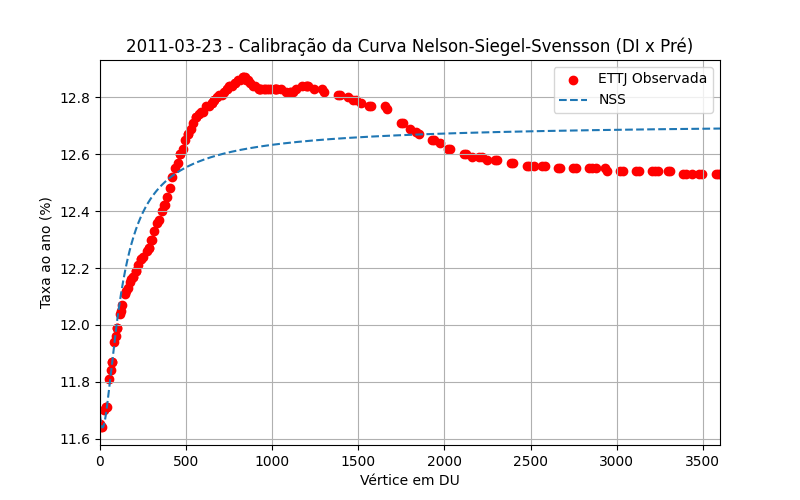 2011-03-23 - Calibração da Curva Nelson-Siegel-Svensson (DI x Pré)
ETTJ Observada
NSS
Taxa ao ano (%)
12.8
12.6
12.4
12.2
12.0
11.8
11.6
0 500 1000 1500 2000 2500 3000 3500
Vértice em DU